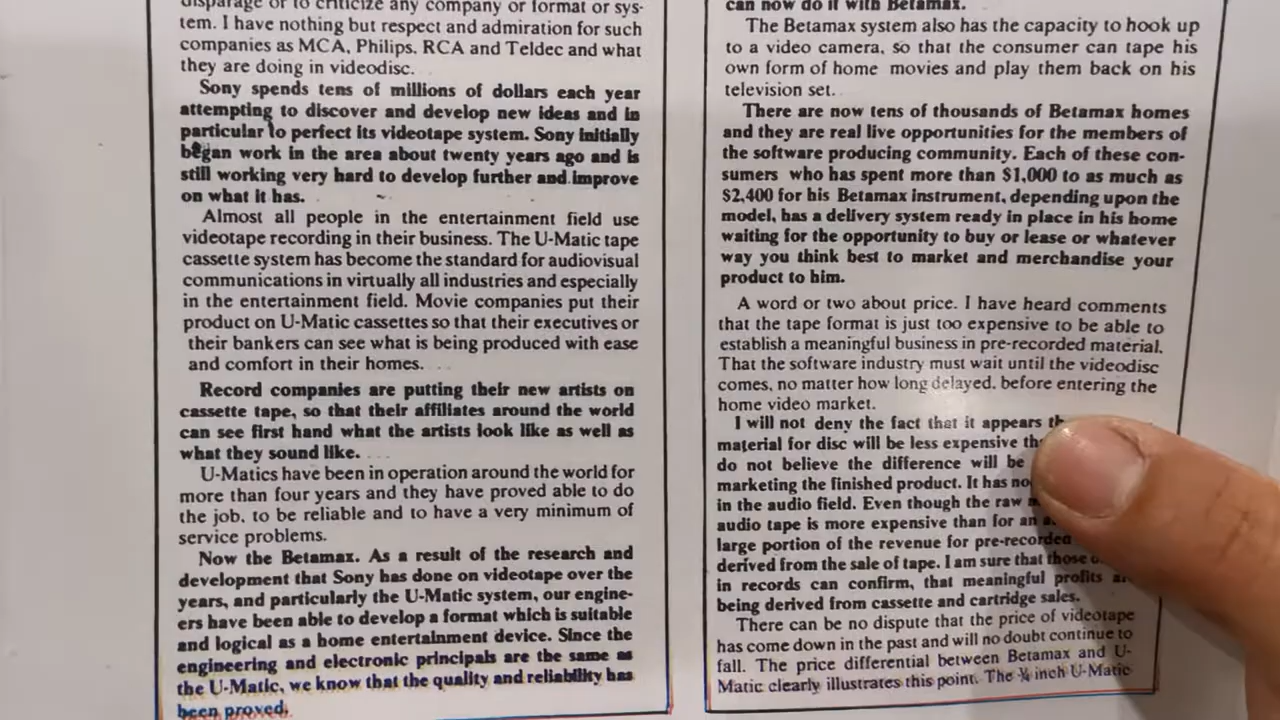 disparage or to criticize any company or format or sys-
tem. I have nothing but respect and admiration for such
companies as MCA, Philips, RCA and Teldec and what
they are doing in videodisc.
Sony spends tens of millions of dollars each year
attempting to discover and develop new ideas and in
particular to perfect its videotape system. Sony initially
began work in the area about twenty years ago and is
still working very hard to develop further and improve
on what it has.
Almost all people in the entertainment field use
videotape recording in their business. The U-Matic tape
cassette system has become the standard for audiovisual
communications in virtually all industries and especially
in the entertainment field. Movie companies put their
product on U-Matic cassettes so that their executives or
their bankers can see what is being produced with ease
and comfort in their homes.
Record companies are putting their new artists on
cassette tape, so that their affiliates around the world
can see first hand what the artists look like as well as
what they sound like.
U-Matics have been in operation around the world for
more than four years and they have proved able to do
the job, to be reliable and to have a very minimum of
service problems.
Now the Betamax. As a result of the research and
development that Sony has done on videotape over the
years, and particularly the U-Matic system, our engine-
ers have been able to develop a format which is suitable
and logical as a home entertainment device. Since the
engineering and electronic principals are the same as
the U-Matic, we know that the quality and reliability has
been proved.
can now do it with Betamax.
The Betamax system also has the capacity to hook up
to a video camera, so that the consumer can tape his
own form of home movies and play them back on his
television set.
There are now tens of thousands of Betamax homes
and they are real live opportunities for the members of
the software producing community. Each of these con-
sumers who has spent more than $1,000 to as much as
$2,400 for his Betamax instrument, depending upon the
model, has a delivery system ready in place in his home
waiting for the opportunity to buy or lease or whatever
way you think best to market and merchandise your
product to him.
A word or two about price. I have heard comments
that the tape format is just too expensive to be able to
establish a meaningful business in pre-recorded material.
That the software industry must wait until the videodisc
comes, no matter how long delayed, before entering the
home video market.
I will not deny the fact that it appears
material for disc will be less expensive
do not believe the difference will be
marketing the finished product. It has
in the audio field. Even though the raw
audio tape is more expensive than for an
large portion of the revenue for pre-recorded
derived from the sale of tape. I am sure that those
in records can confirm, that meaningful profits
being derived from cassette and cartridge sales.
There can be no dispute that the price of videotape
has come down in the past and will no doubt continue to
fall. The price differential between Betamax and U-
Matic clearly illustrates this point. The ¾ inch U-Matic